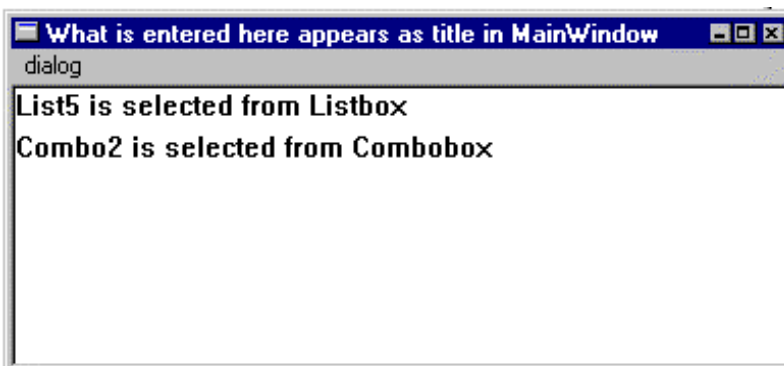 What is entered here appears as title in MainWindow
dialog
List5 is selected from Listbox
Combo2 is selected from Combobox